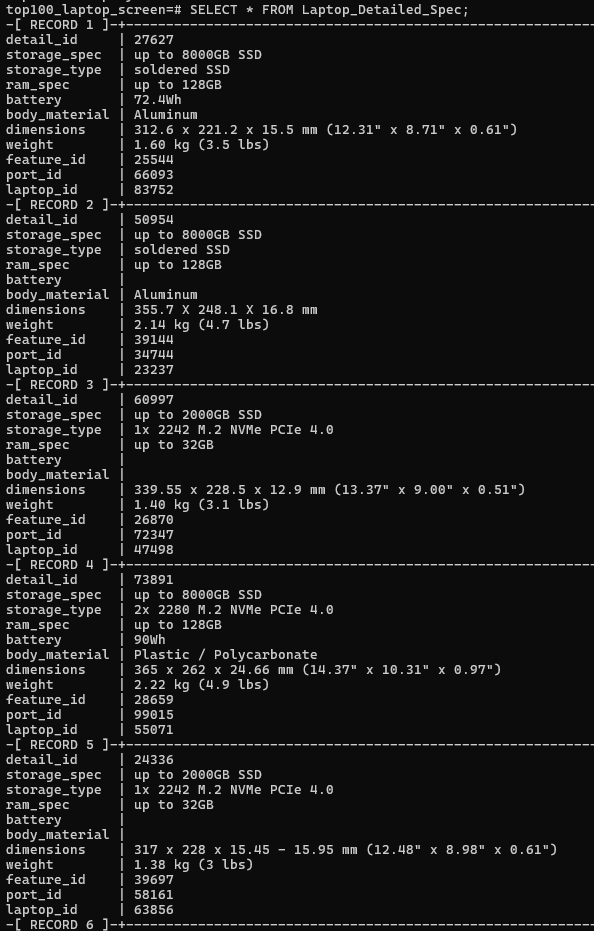 top100_laptop_screen=# SELECT * FROM Laptop_Detailed_Spec;
-[ RECORD 1 ]-+-----------------------------------------------------------
detail_id      | 27627
storage_spec   | up to 8000GB SSD
storage_type   | soldered SSD
ram_spec       | up to 128GB
battery        | 72.4Wh
body_material  | Aluminum
dimensions     | 312.6 x 221.2 x 15.5 mm (12.31" x 8.71" x 0.61")
weight         | 1.60 kg (3.5 lbs)
feature_id     | 25544
port_id        | 66093
laptop_id      | 83752
-[ RECORD 2 ]-+-----------------------------------------------------------
detail_id      | 50954
storage_spec   | up to 8000GB SSD
storage_type   | soldered SSD
ram_spec       | up to 128GB
battery        |
body_material  | Aluminum
dimensions     | 355.7 X 248.1 X 16.8 mm
weight         | 2.14 kg (4.7 lbs)
feature_id     | 39144
port_id        | 34744
laptop_id      | 23237
-[ RECORD 3 ]-+-----------------------------------------------------------
detail_id      | 60997
storage_spec   | up to 2000GB SSD
storage_type   | 1x 2242 M.2 NVMe PCIe 4.0
ram_spec       | up to 32GB
battery        |
body_material  |
dimensions     | 339.55 x 228.5 x 12.9 mm (13.37" x 9.00" x 0.51")
weight         | 1.40 kg (3.1 lbs)
feature_id     | 26870
port_id        | 72347
laptop_id      | 47498
-[ RECORD 4 ]-+-----------------------------------------------------------
detail_id      | 73891
storage_spec   | up to 8000GB SSD
storage_type   | 2x 2280 M.2 NVMe PCIe 4.0
ram_spec       | up to 128GB
battery        | 90Wh
body_material  | Plastic / Polycarbonate
dimensions     | 365 x 262 x 24.66 mm (14.37" x 10.31" x 0.97")
weight         | 2.22 kg (4.9 lbs)
feature_id     | 28659
port_id        | 99015
laptop_id      | 55071
-[ RECORD 5 ]-+-----------------------------------------------------------
detail_id      | 24336
storage_spec   | up to 2000GB SSD
storage_type   | 1x 2242 M.2 NVMe PCIe 4.0
ram_spec       | up to 32GB
battery        |
body_material  |
dimensions     | 317 x 228 x 15.45 – 15.95 mm (12.48" x 8.98" x 0.61")
weight         | 1.38 kg (3 lbs)
feature_id     | 39697
port_id        | 58161
laptop_id      | 63856
-[ RECORD 6 ]-+-----------------------------------------------------------